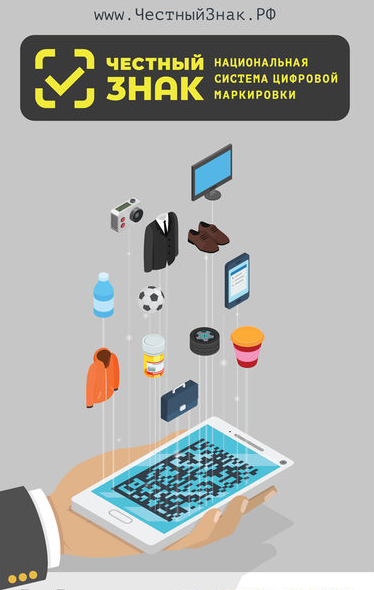 www.ЧестныйЗнак.РФ
ЧЕСТНЫЙ
ЗНАК
НАЦИОНАЛЬНАЯ
СИСТЕМА ЦИФРОВОЙ
МАРКИРОВКИ